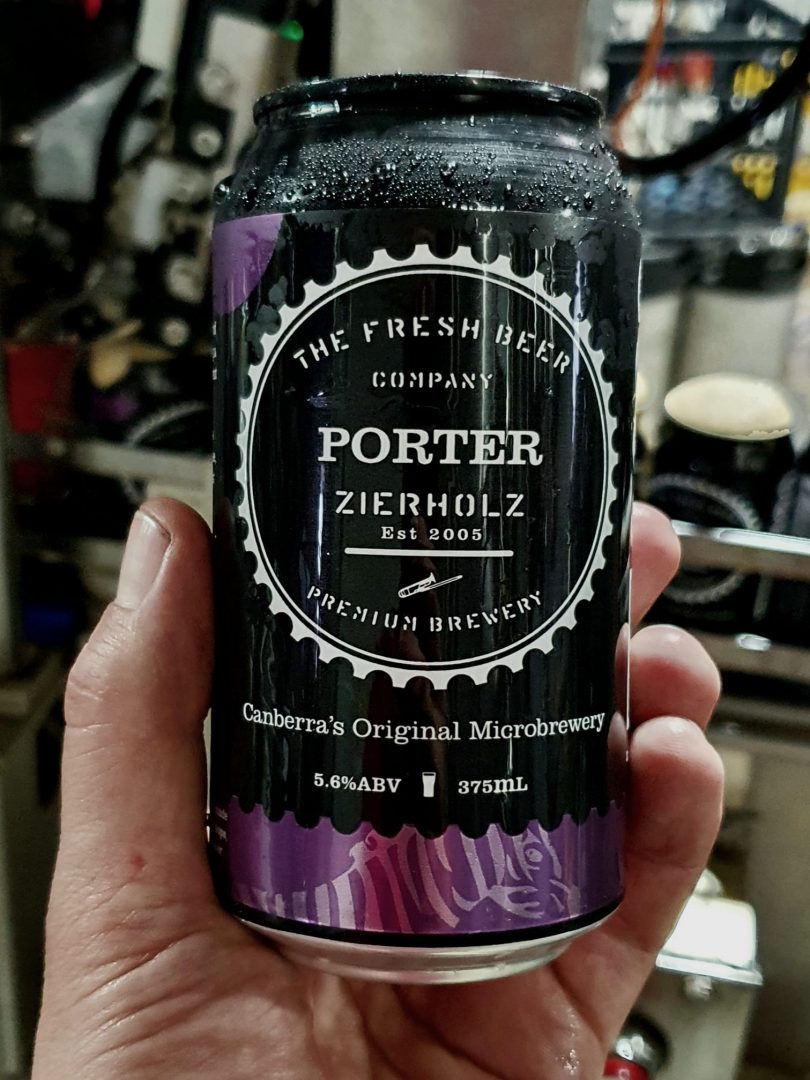 THE FRESH BEER
COMPANY
PORTER
ZIERHOLZ
Est 2005
PREMIUM BREWERY
Canberra's Original Microbrewery
5.6%ABV 375mL